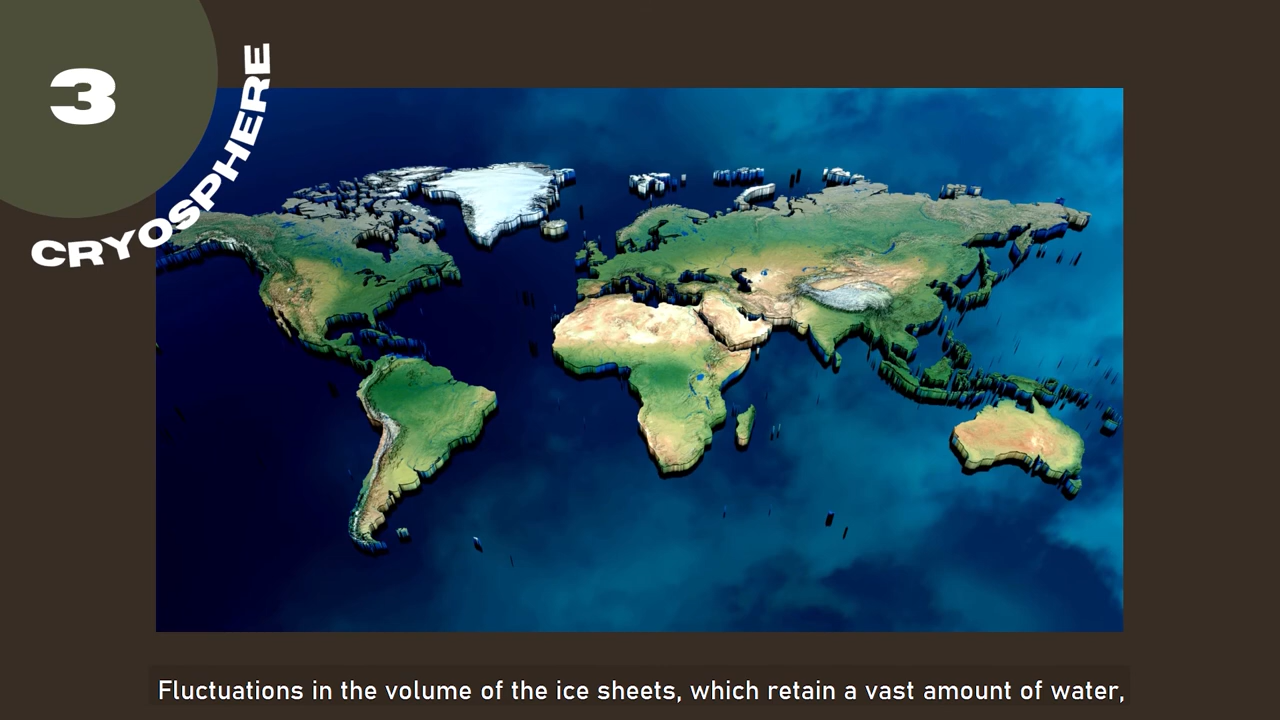 3
CRYOSPHERE
Fluctuations in the volume of the ice sheets, which retain a vast amount of water,